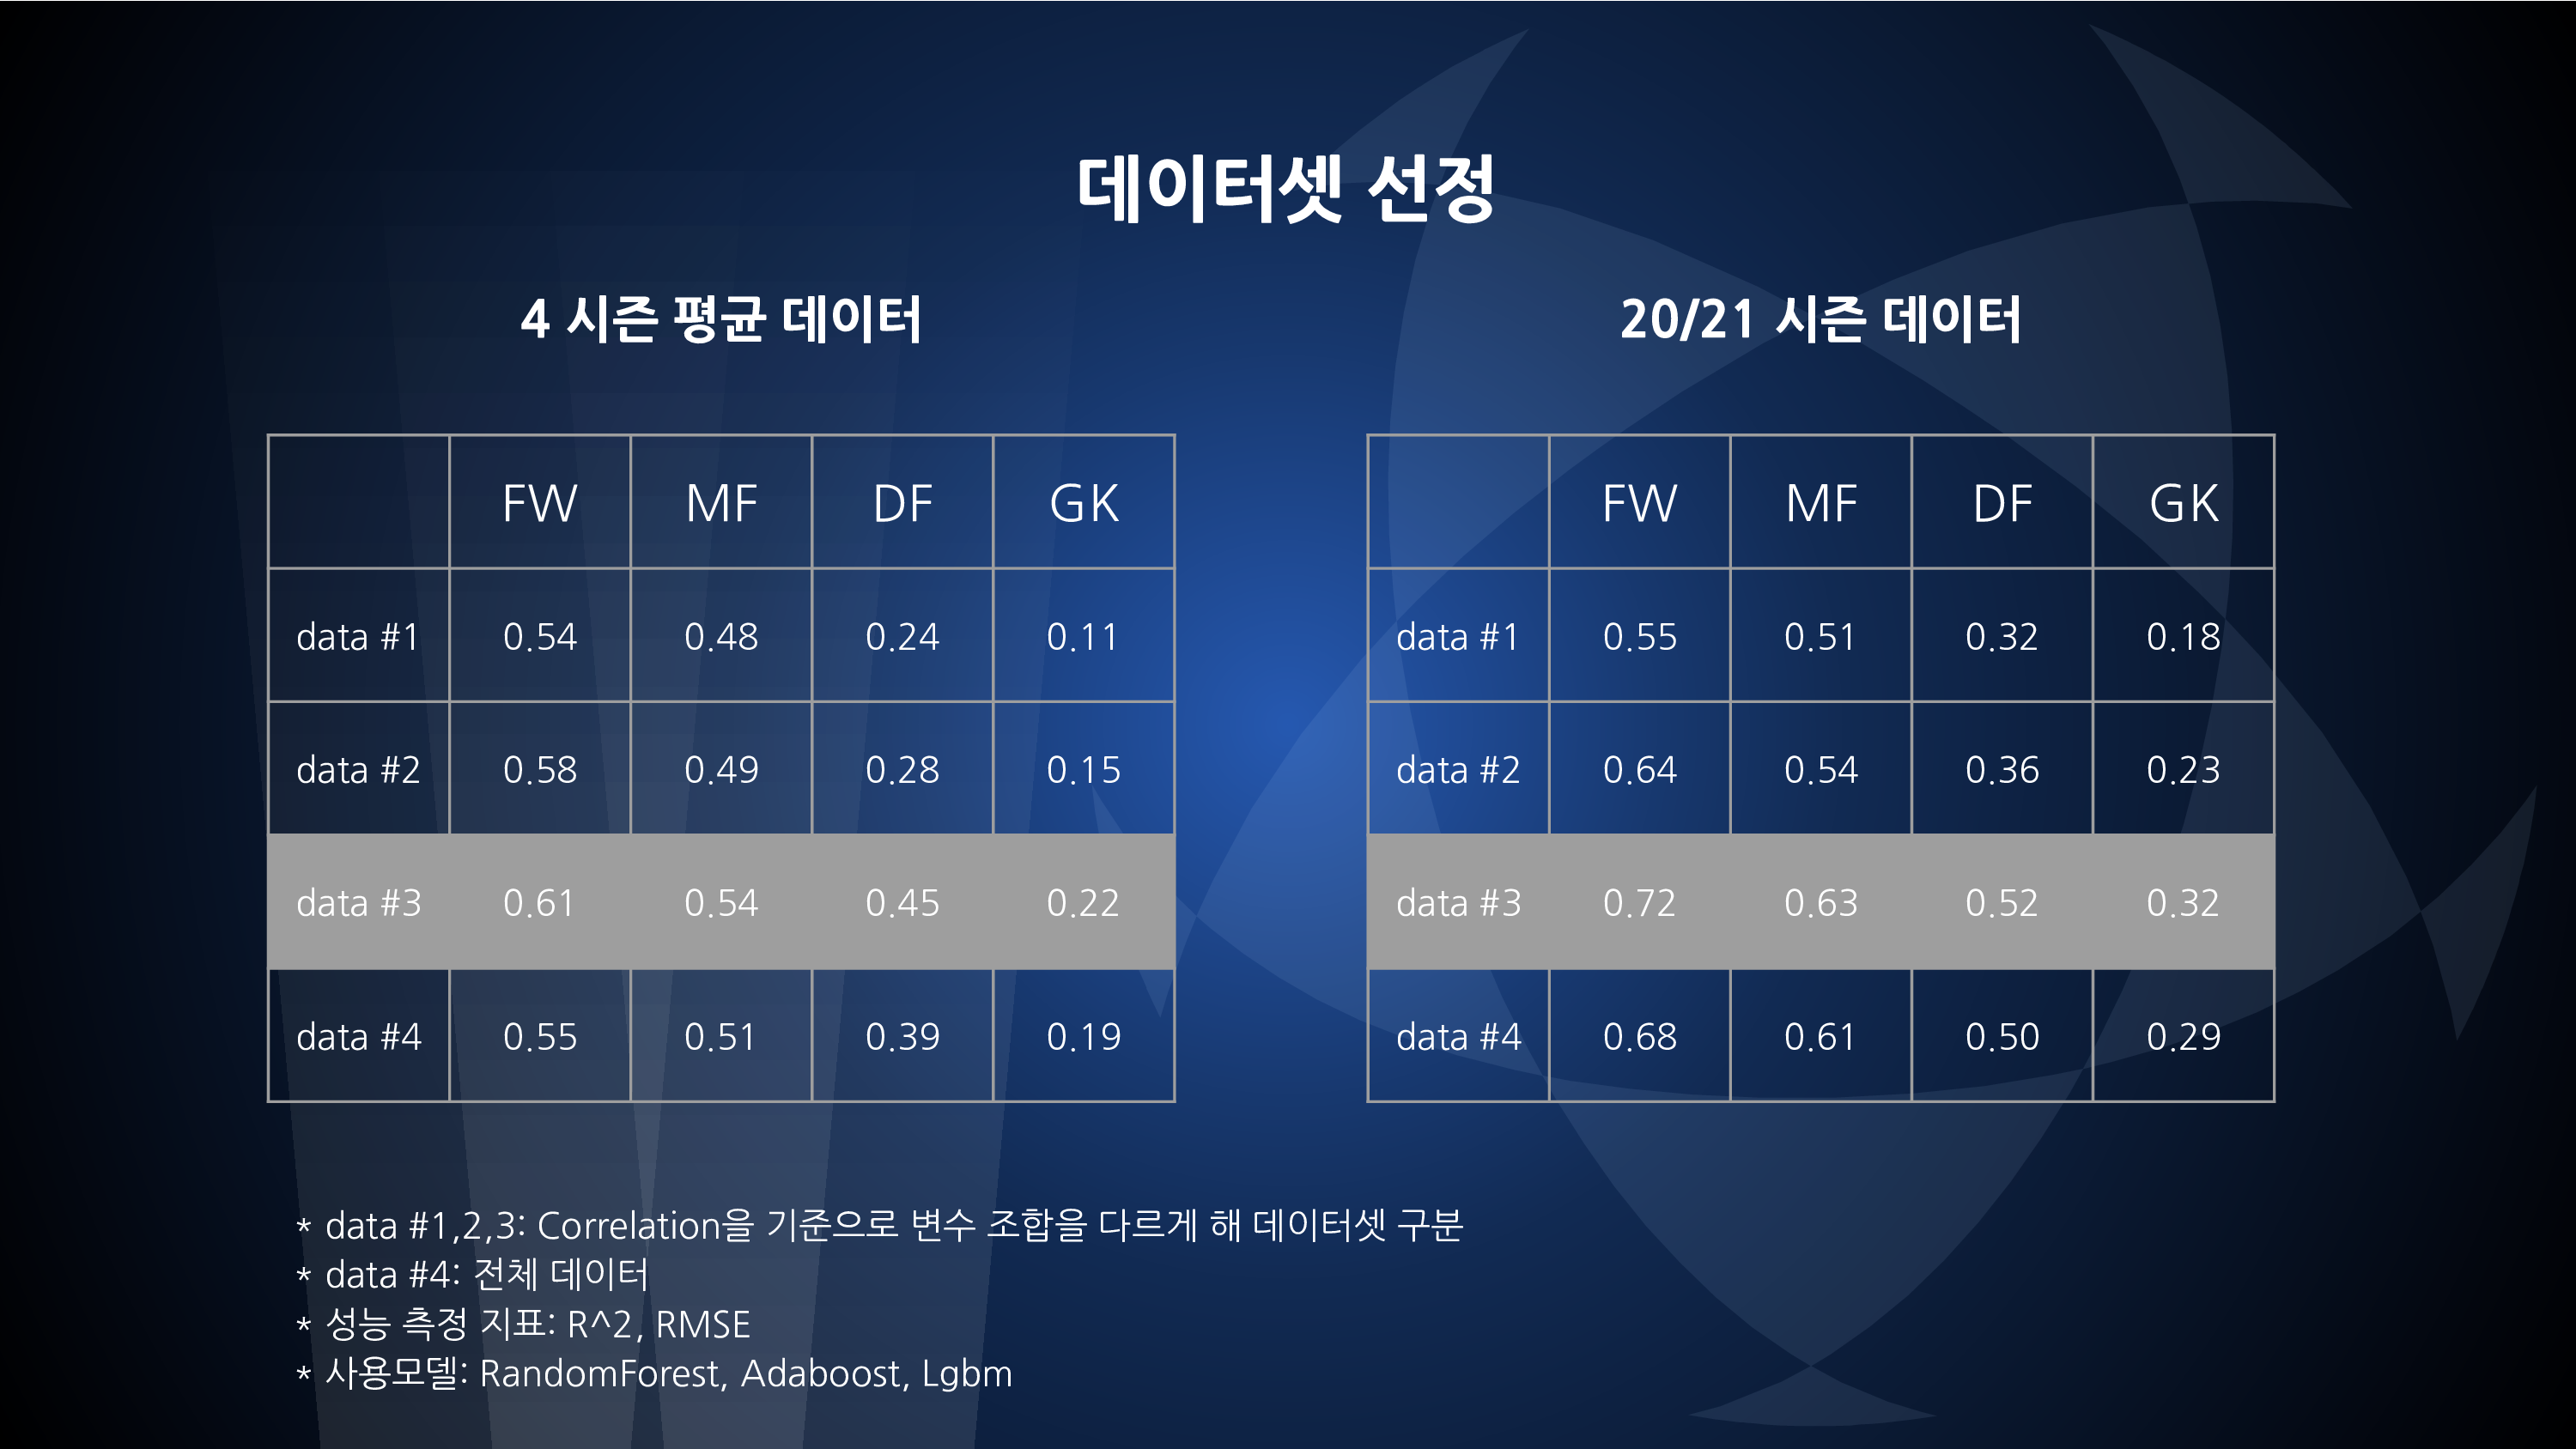 데이터셋 선정
4 시즌 평균 데이터
FW MF DF GK
data #1 0.54 0.48 0.24 0.11
data #2 0.58 0.49 0.28 0.15
data #3 0.61 0.54 0.45 0.22
data #4 0.55 0.51 0.39 0.19
20/21 시즌 데이터
FW MF DF GK
data #1 0.55 0.51 0.32 0.18
data #2 0.64 0.54 0.36 0.23
data #3 0.72 0.63 0.52 0.32
data #4 0.68 0.61 0.50 0.29
* data #1,2,3: Correlation을 기준으로 변수 조합을 다르게 해 데이터셋 구분
* data #4: 전체 데이터
* 성능 측정 지표: R^2, RMSE
* 사용모델: RandomForest, Adaboost, Lgbm